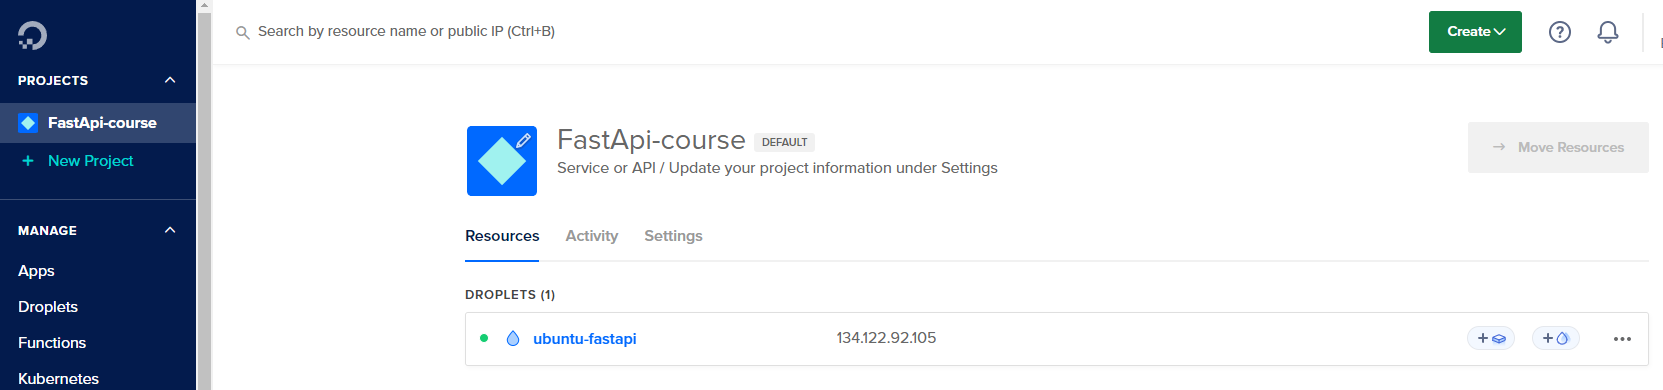 Search by resource name or public IP (Ctrl+B)
Create
?
PROJECTS
FastApi-course
+ New Project
MANAGE
Apps
Droplets
Functions
Kubernetes
FastApi-course DEFAULT
Service or API / Update your project information under Settings
→ Move Resources
Resources Activity Settings
DROPLETS (1)
ubuntu-fastapi 134.122.92.105 + + •••